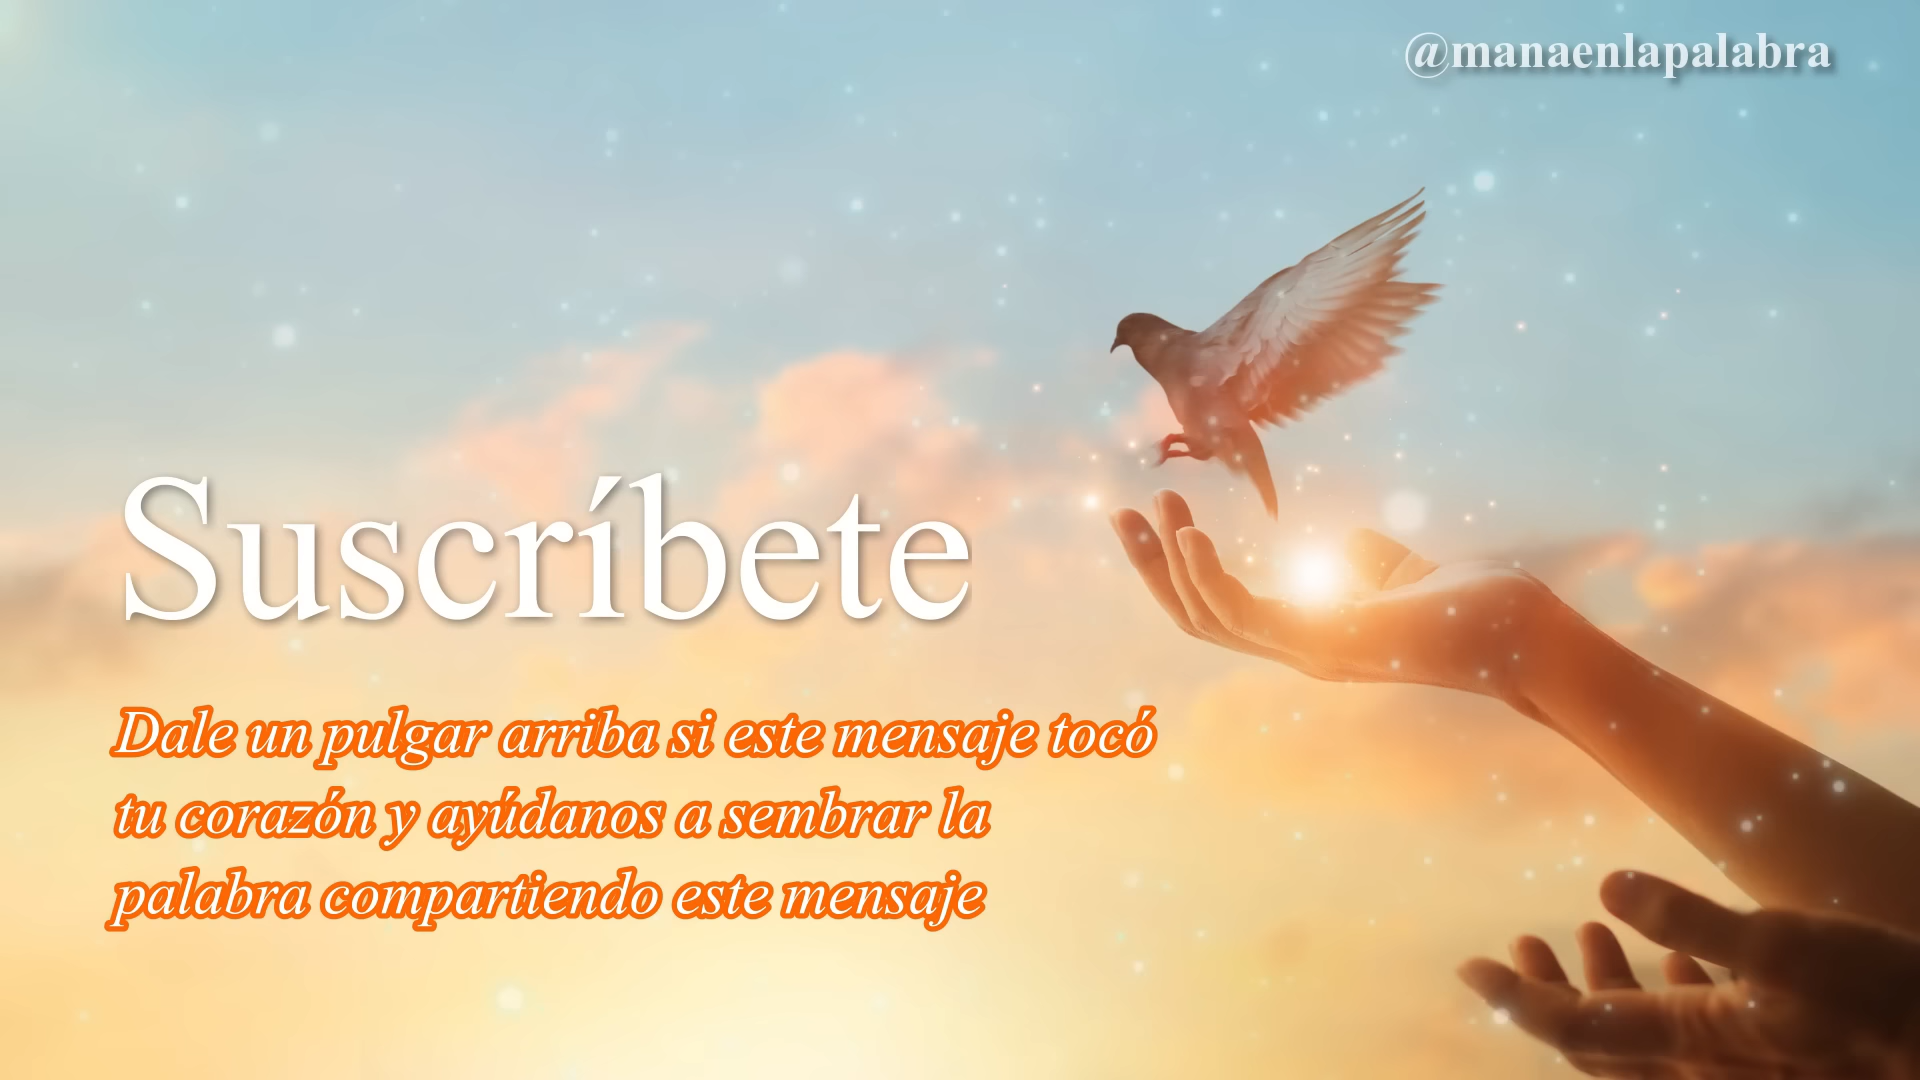 @manaenlapalabra
Suscríbete
Dale un pulgar arriba si este mensaje tocó
tu corazón y ayúdanos a sembrar la
palabra compartiendo este mensaje